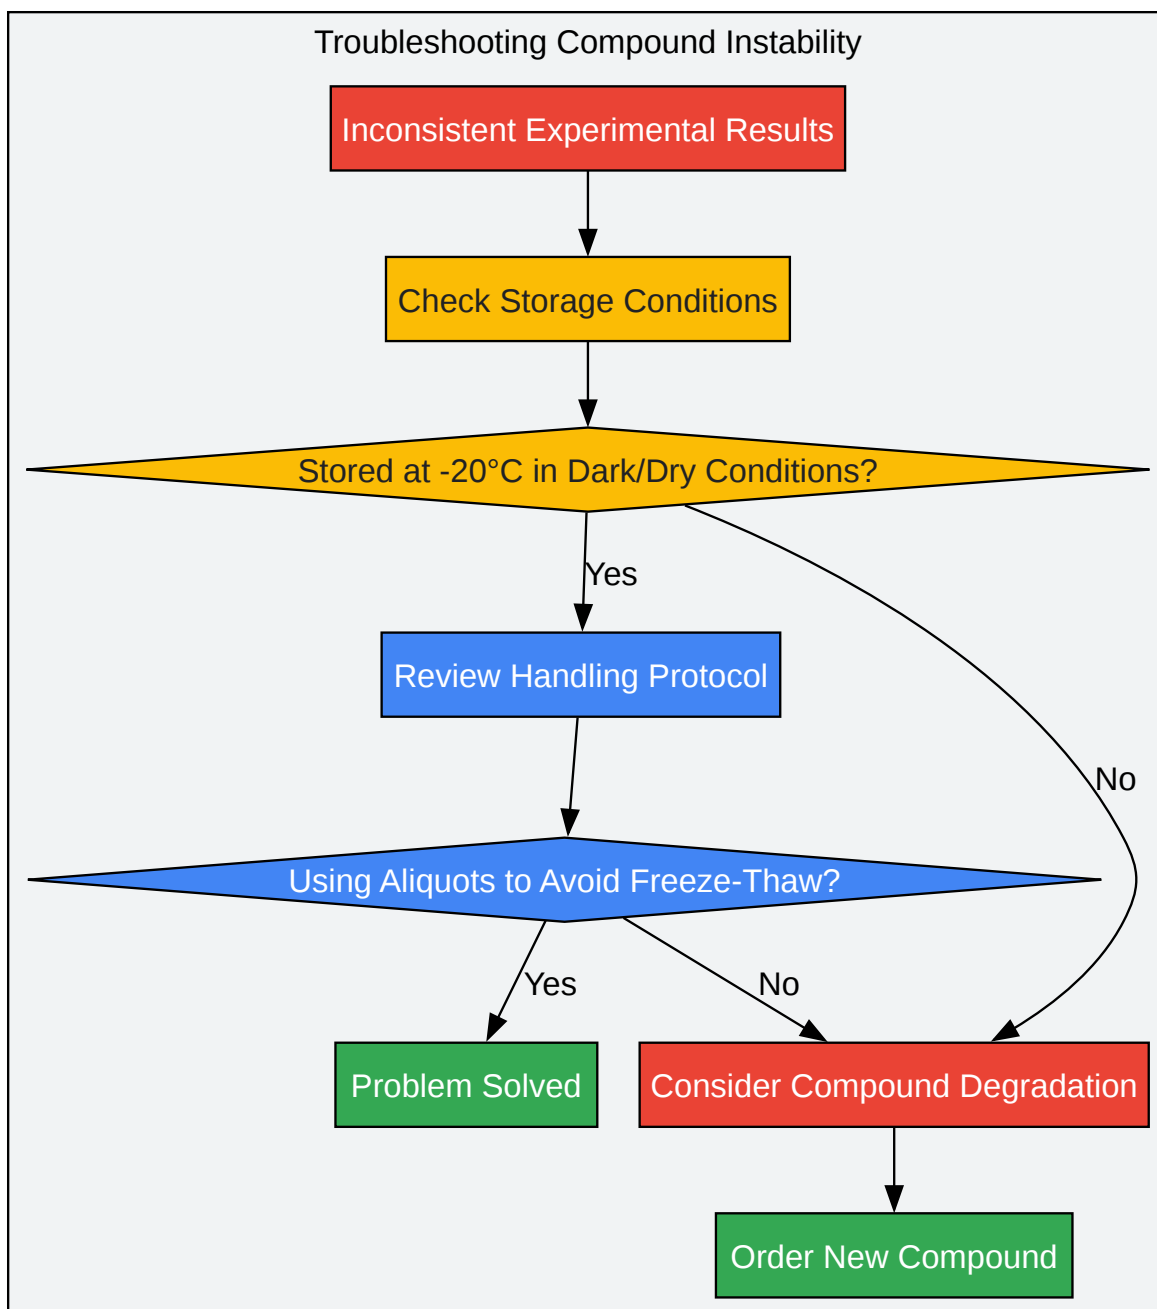 Troubleshooting Compound Instability
Inconsistent Experimental Results
Check Storage Conditions
Stored at -20°C in Dark/Dry Conditions?
Yes
Review Handling Protocol
No
Using Aliquots to Avoid Freeze-Thaw?
Yes
No
Problem Solved
Consider Compound Degradation
Order New Compound